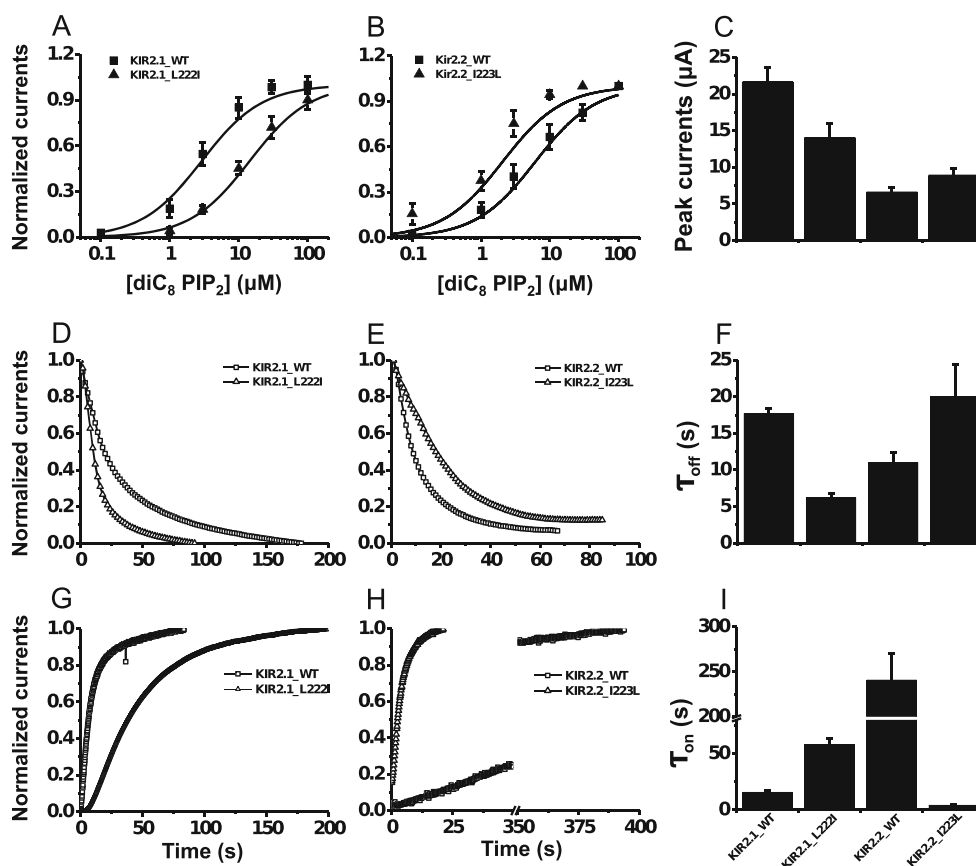 A
Normalized currents
1.2
0.9
0.6
0.3
0.0
KIR2.1_WT
KIR2.1_L222I
0.1
1
10
100
[diC₈ PIP₂] (µM)
B
1.2
0.9
0.6
0.3
0.0
Kir2.2_WT
Kir2.2_I223L
0.1
1
10
100
[diC₈ PIP₂] (µM)
C
Peak currents (µA)
25
20
15
10
5
0
D
Normalized currents
1.0
0.8
0.6
0.4
0.2
0.0
KIR2.1_WT
KIR2.1_L222I
0
50
100
150
200
E
1.0
0.8
0.6
0.4
0.2
0.0
KIR2.2_WT
KIR2.2_I223L
0
20
40
60
80
100
F
τoff (s)
25
20
15
10
5
0
G
Normalized currents
1.0
0.8
0.6
0.4
0.2
0.0
KIR2.1_WT
KIR2.1_L222I
0
50
100
150
200
Time (s)
H
1.0
0.8
0.6
0.4
0.2
0.0
KIR2.2_WT
KIR2.2_I223L
0
25
350
375
400
Time (s)
I
τon (s)
300
250
200
50
0
KIR2.1_WT
KIR2.1_L222I
KIR2.2_WT
KIR2.2_I223L